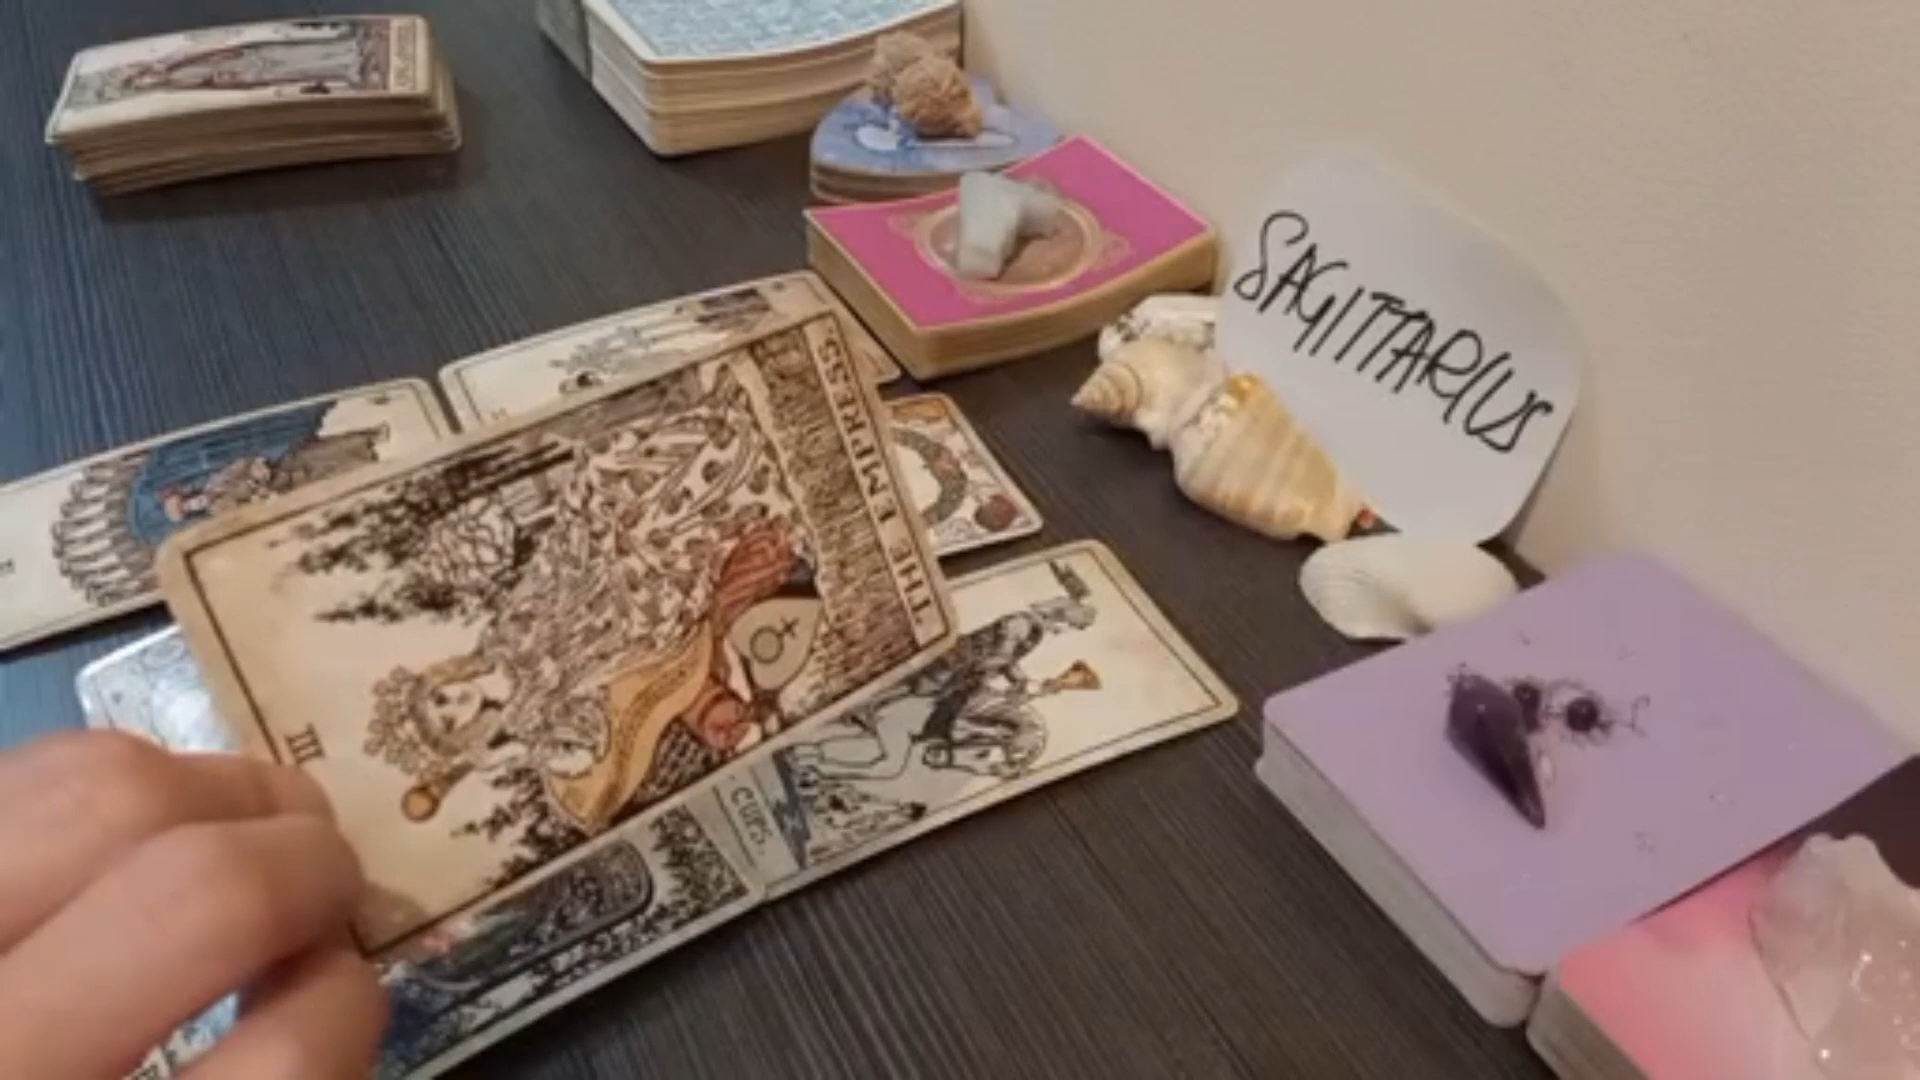 SAGITTARIUS
THE EMPRESS.
III
CUPS.